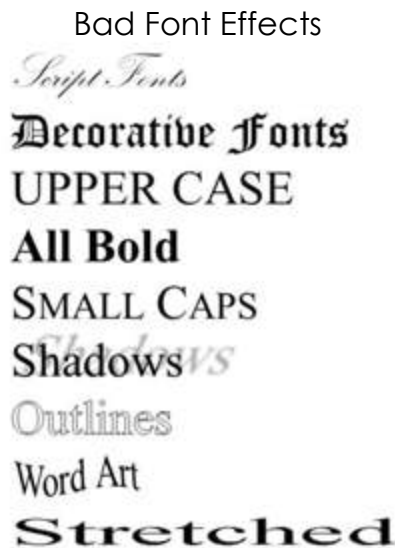 Bad Font Effects
Script Fonts
Decorative Fonts
UPPER CASE
All Bold
SMALL CAPS
Shadows
Outlines
Word Art
Stretched